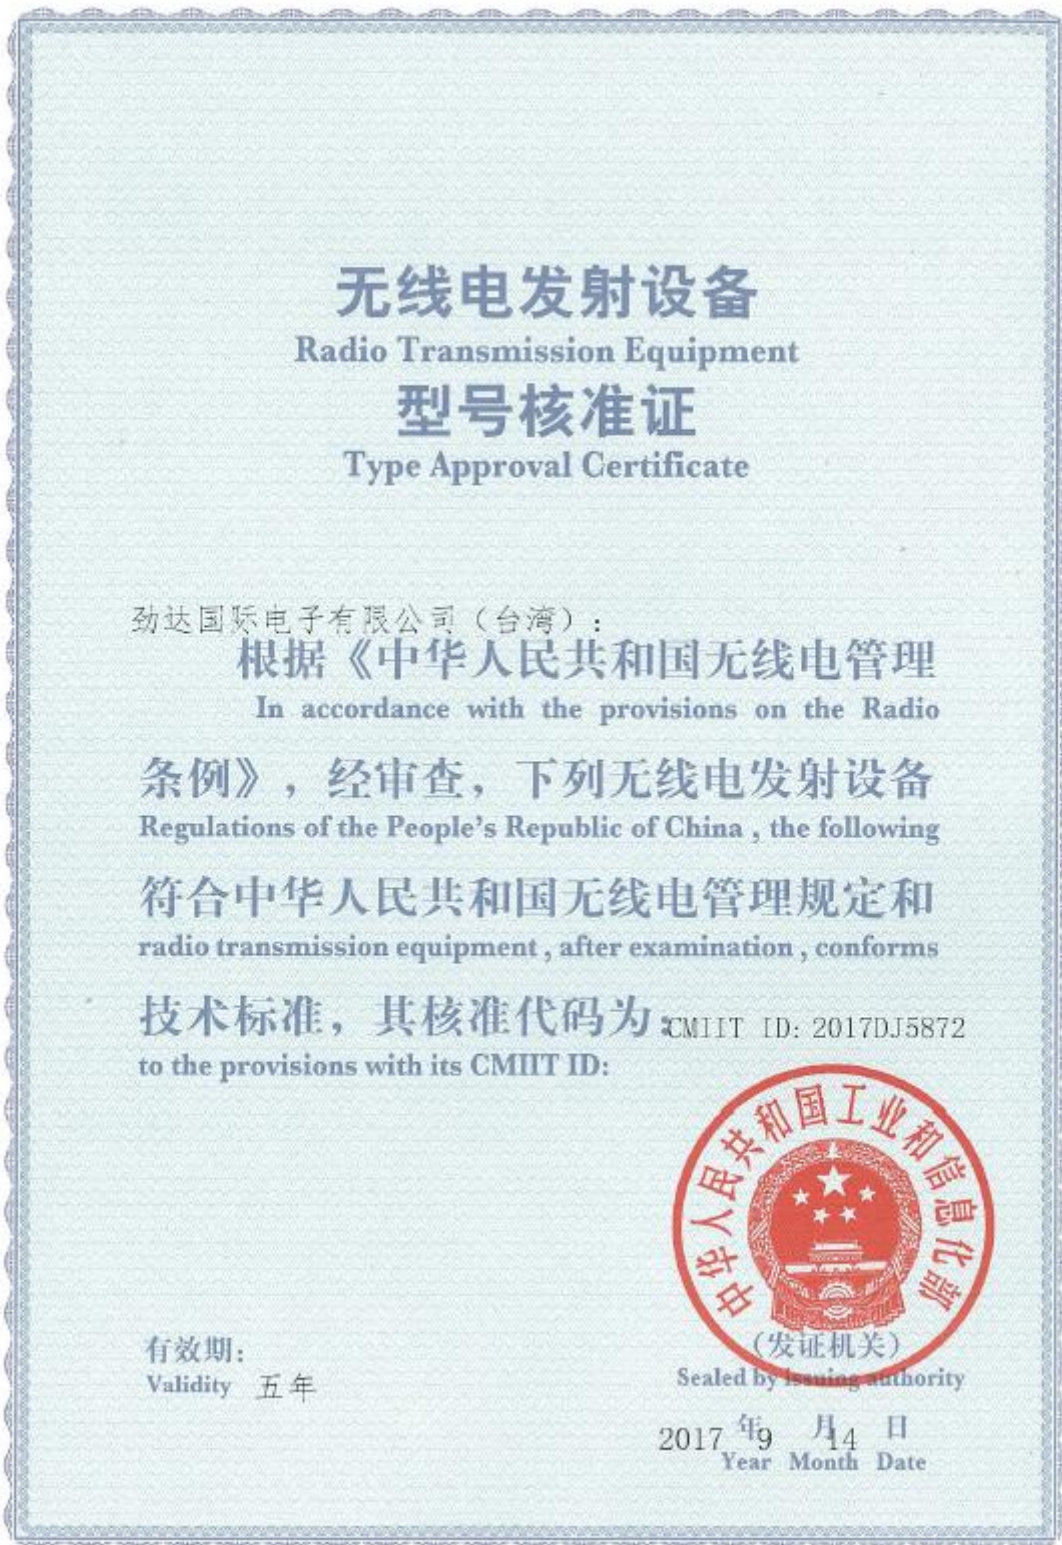 无线电发射设备
Radio Transmission Equipment
型号核准证
Type Approval Certificate
劲达国际电子有限公司（台湾）：
根据《中华人民共和国无线电管理
In accordance with the provisions on the Radio
条例》，经审查，下列无线电发射设备
Regulations of the People's Republic of China , the following
符合中华人民共和国无线电管理规定和
radio transmission equipment , after examination , conforms
技术标准，其核准代码为：CMIIT ID: 2017DJ5872
to the provisions with its CMIIT ID:
中华人民共和国工业和信息化部
有效期：
Validity 五年
（发证机关）
Sealed by issuing authority
2017 年 9 月 14 日
Year Month Date